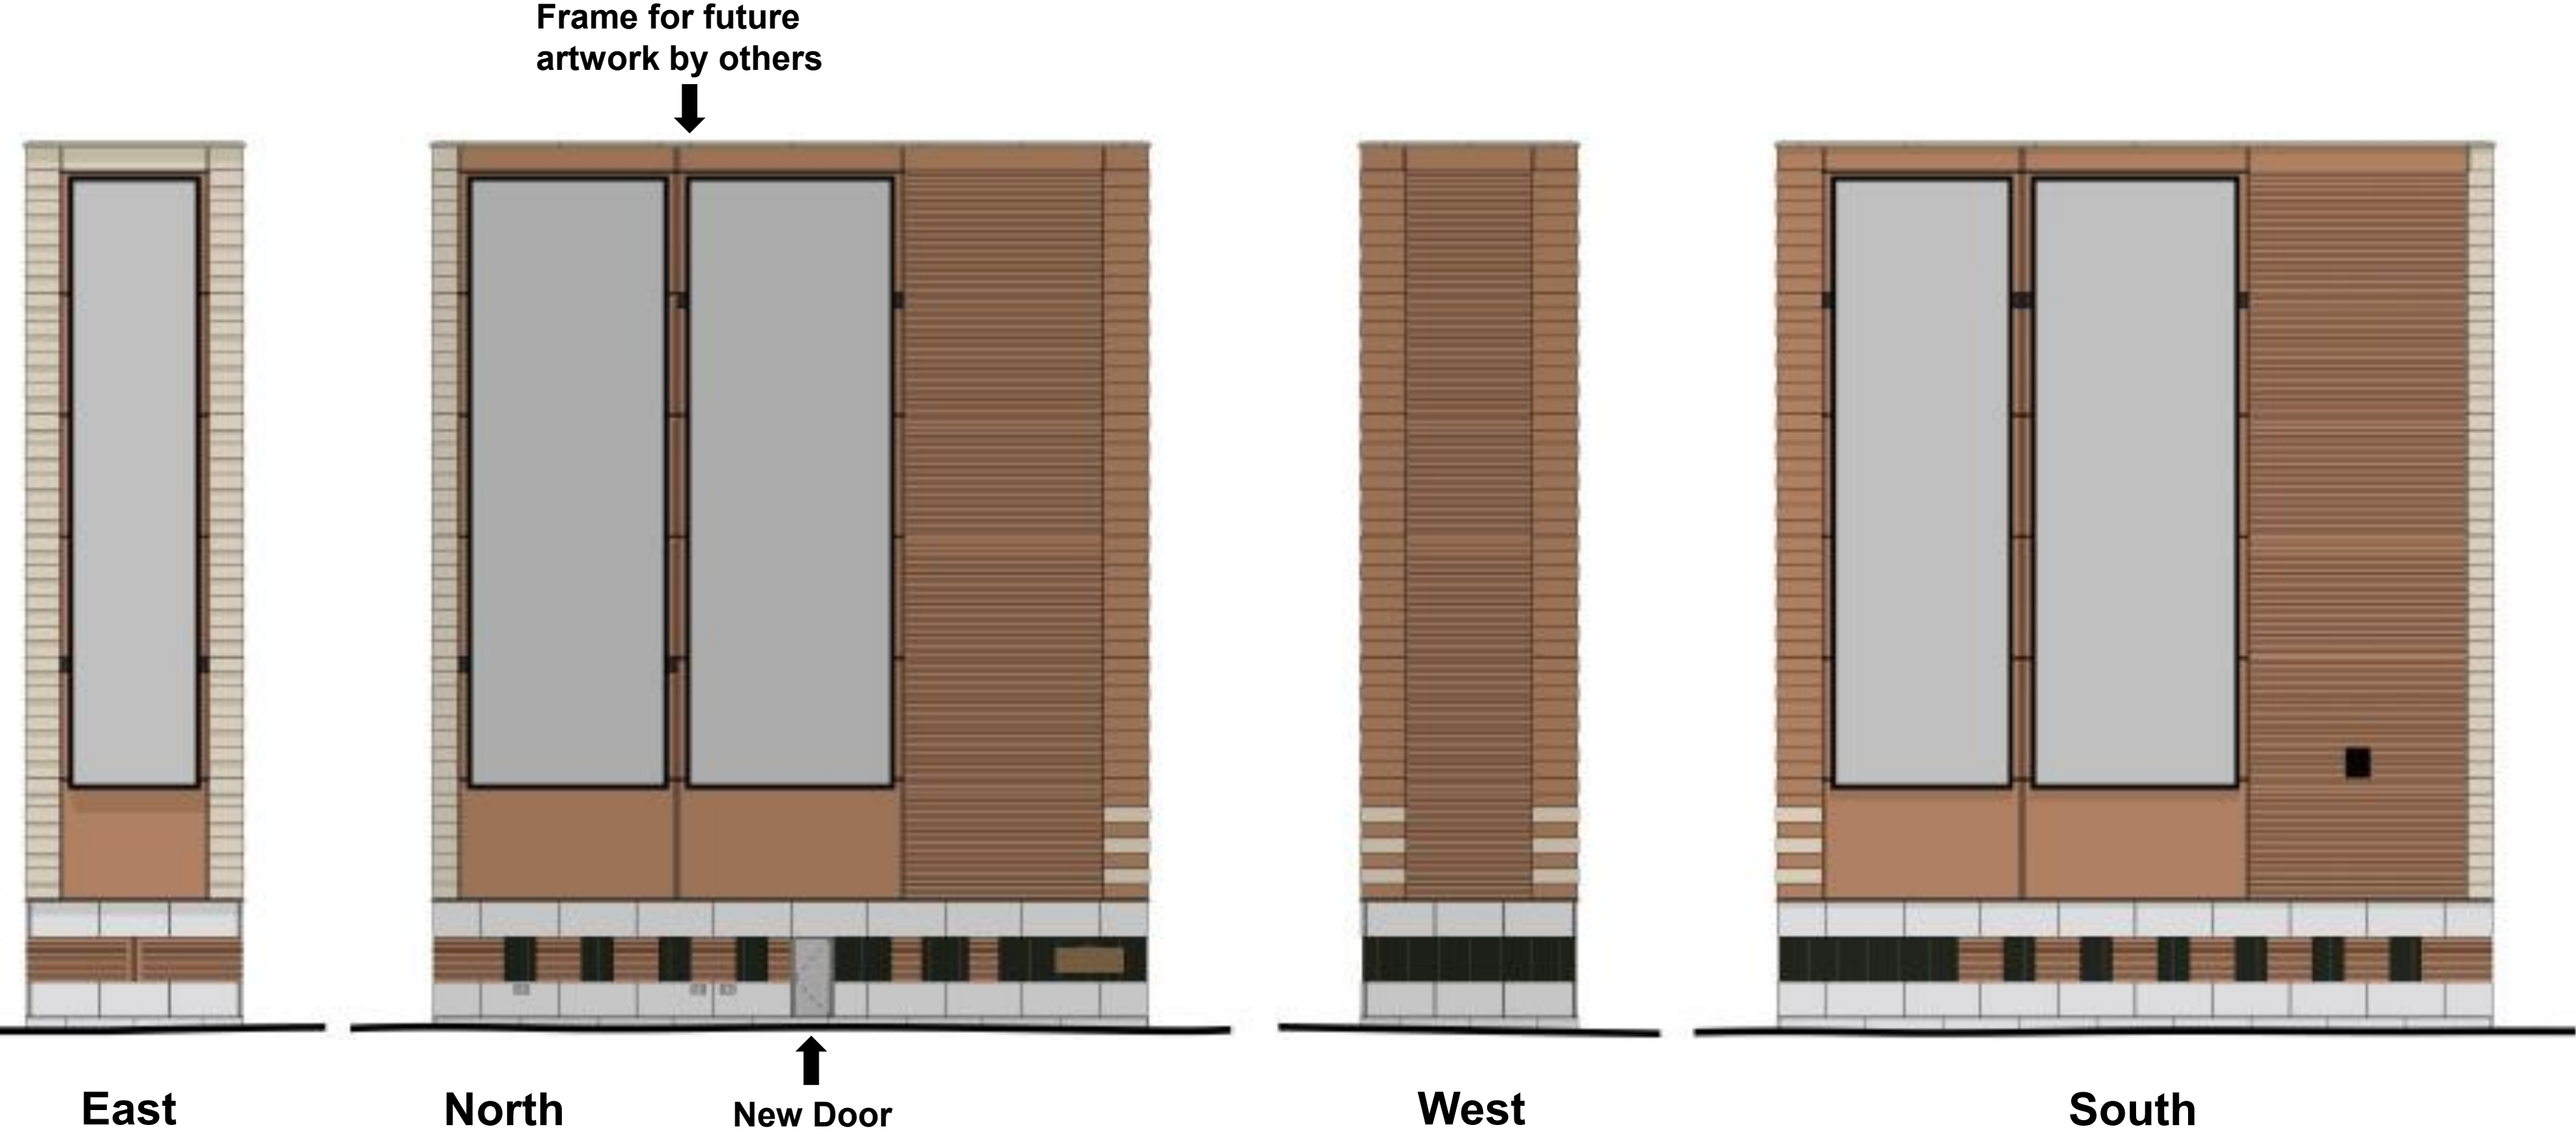 Frame for future
artwork by others
East
North
New Door
West
South